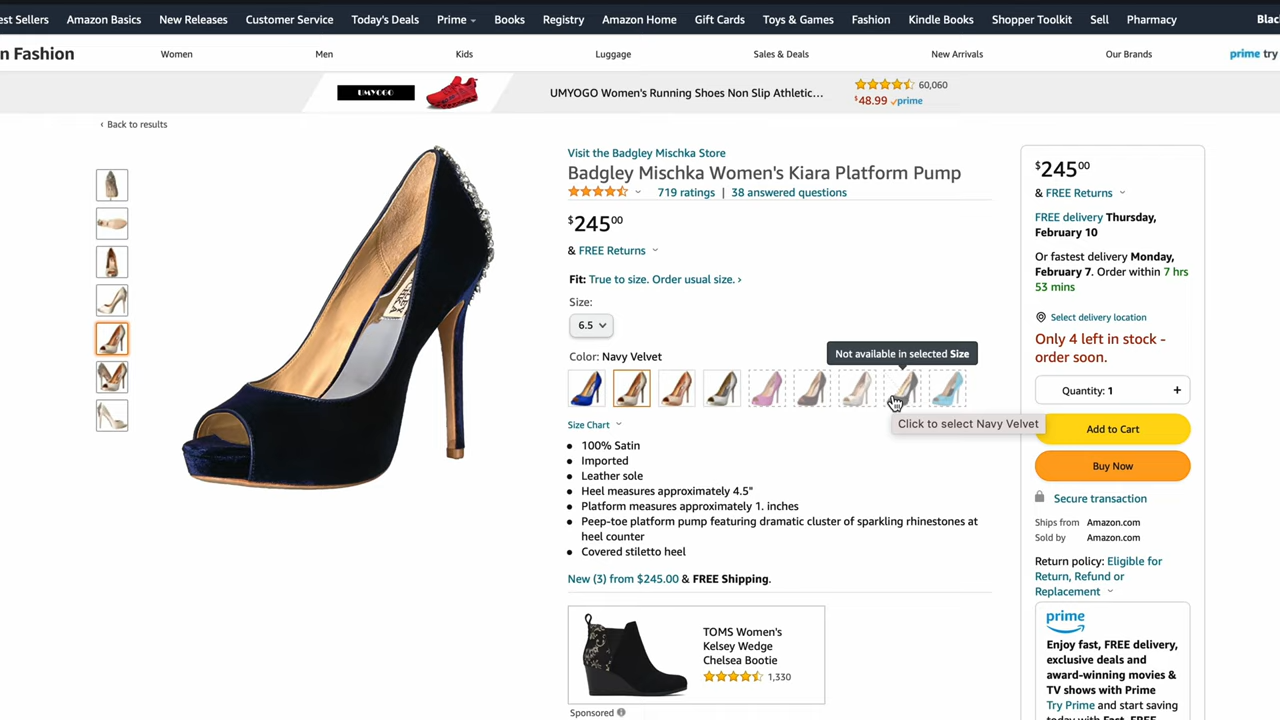 est Sellers Amazon Basics New Releases Customer Service Today's Deals Prime Books Registry Amazon Home Gift Cards Toys & Games Fashion Kindle Books Shopper Toolkit Sell Pharmacy Blac
n Fashion Women Men Kids Luggage Sales & Deals New Arrivals Our Brands prime try
UMYOGO UMYOGO Women's Running Shoes Non Slip Athletic... 60,060
$48.99 prime
‹ Back to results
Visit the Badgley Mischka Store
Badgley Mischka Women's Kiara Platform Pump
719 ratings | 38 answered questions
$245.00
& FREE Returns
Fit: True to size. Order usual size. ›
Size:
6.5
Color: Navy Velvet
Not available in selected Size
Click to select Navy Velvet
Size Chart
• 100% Satin
• Imported
• Leather sole
• Heel measures approximately 4.5"
• Platform measures approximately 1. inches
• Peep-toe platform pump featuring dramatic cluster of sparkling rhinestones at
heel counter
• Covered stiletto heel
New (3) from $245.00 & FREE Shipping.
TOMS Women's
Kelsey Wedge
Chelsea Bootie
1,330
Sponsored
$245.00
& FREE Returns
FREE delivery Thursday,
February 10
Or fastest delivery Monday,
February 7. Order within 7 hrs
53 mins
Select delivery location
Only 4 left in stock -
order soon.
Quantity: 1 +
Add to Cart
Buy Now
Secure transaction
Ships from Amazon.com
Sold by Amazon.com
Return policy: Eligible for
Return, Refund or
Replacement
prime
Enjoy fast, FREE delivery,
exclusive deals and
award-winning movies &
TV shows with Prime
Try Prime and start saving
today with Fast, FREE